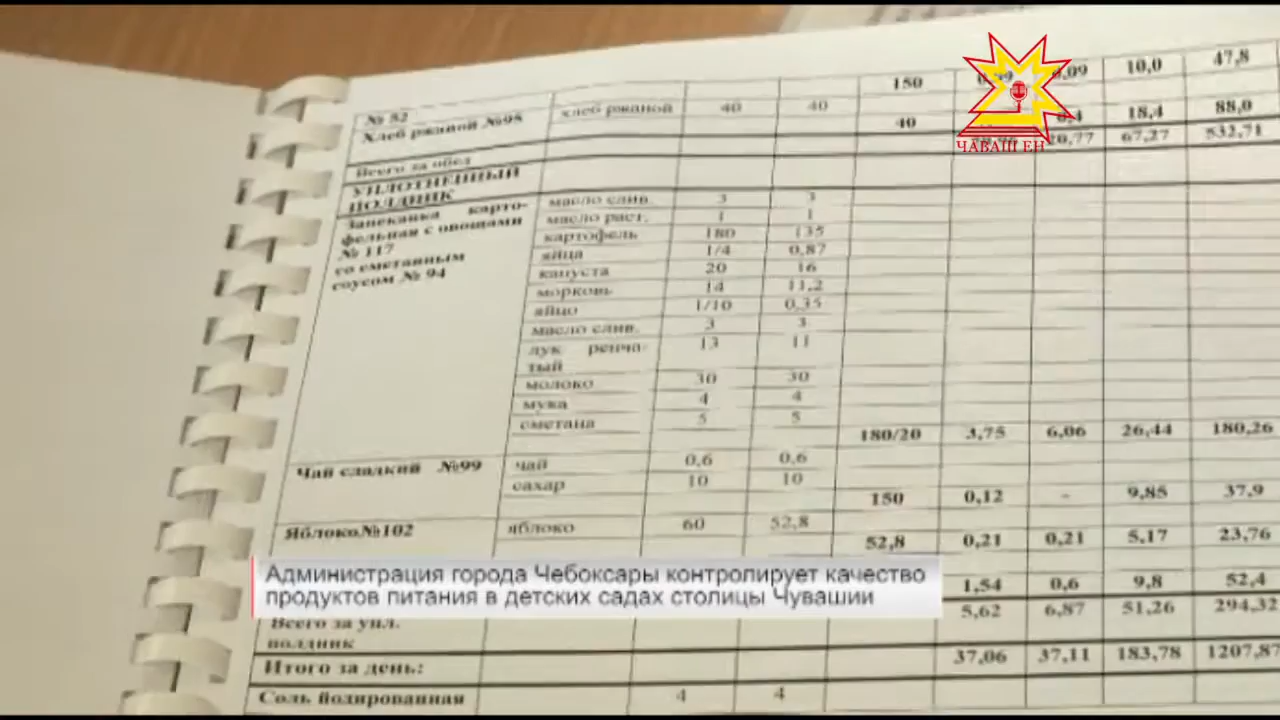 150 10,0 47,8
№ 52
Хлеб ржаной №98 хлеб ржаной 40 40 40 18,4 88,0
Всего за обед 67,27 532,71
УПЛОТНЕННЫЙ
ПОЛДНИК
Запеканка карто-
фельная с овощами
№ 117
со сметанным
соусом № 94
масло слив. 3 3
масло раст. 1 1
картофель 180 135
яйца 1/4 0,87
капуста 20 16
морковь 14 11,2
яйцо 1/10 0,35
масло слив. 3 3
лук репча-
тый 13 11
молоко 30 30
мука 4 4
сметана 5 5
180/20 3,75 6,06 26,44 180,26
Чай сладкий №99 чай 0,6 0,6
сахар 10 10
150 0,12 - 9,85 37,9
Яблоко№102 яблоко 60 52,8
52,8 0,21 0,21 5,17 23,76
1,54 0,6 9,8 52,4
Всего за упл.
полдник 5,62 6,87 51,26 294,32
Итого за день: 37,06 37,11 183,78 1207,87
Соль йодированная 4 4
ЧĂВАШ ЕН
Администрация города Чебоксары контролирует качество
продуктов питания в детских садах столицы Чувашии